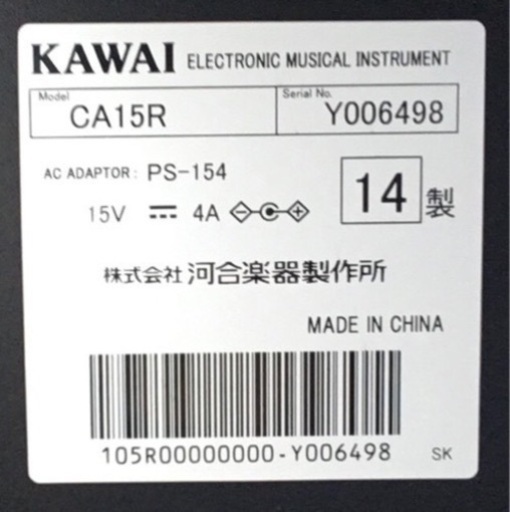 KAWAI ELECTRONIC MUSICAL INSTRUMENT
Model CA15R Serial No. Y006498
AC ADAPTOR: PS-154
15V ⎓ 4A
14 製
株式会社 河合楽器製作所
MADE IN CHINA
105R00000000-Y006498 SK